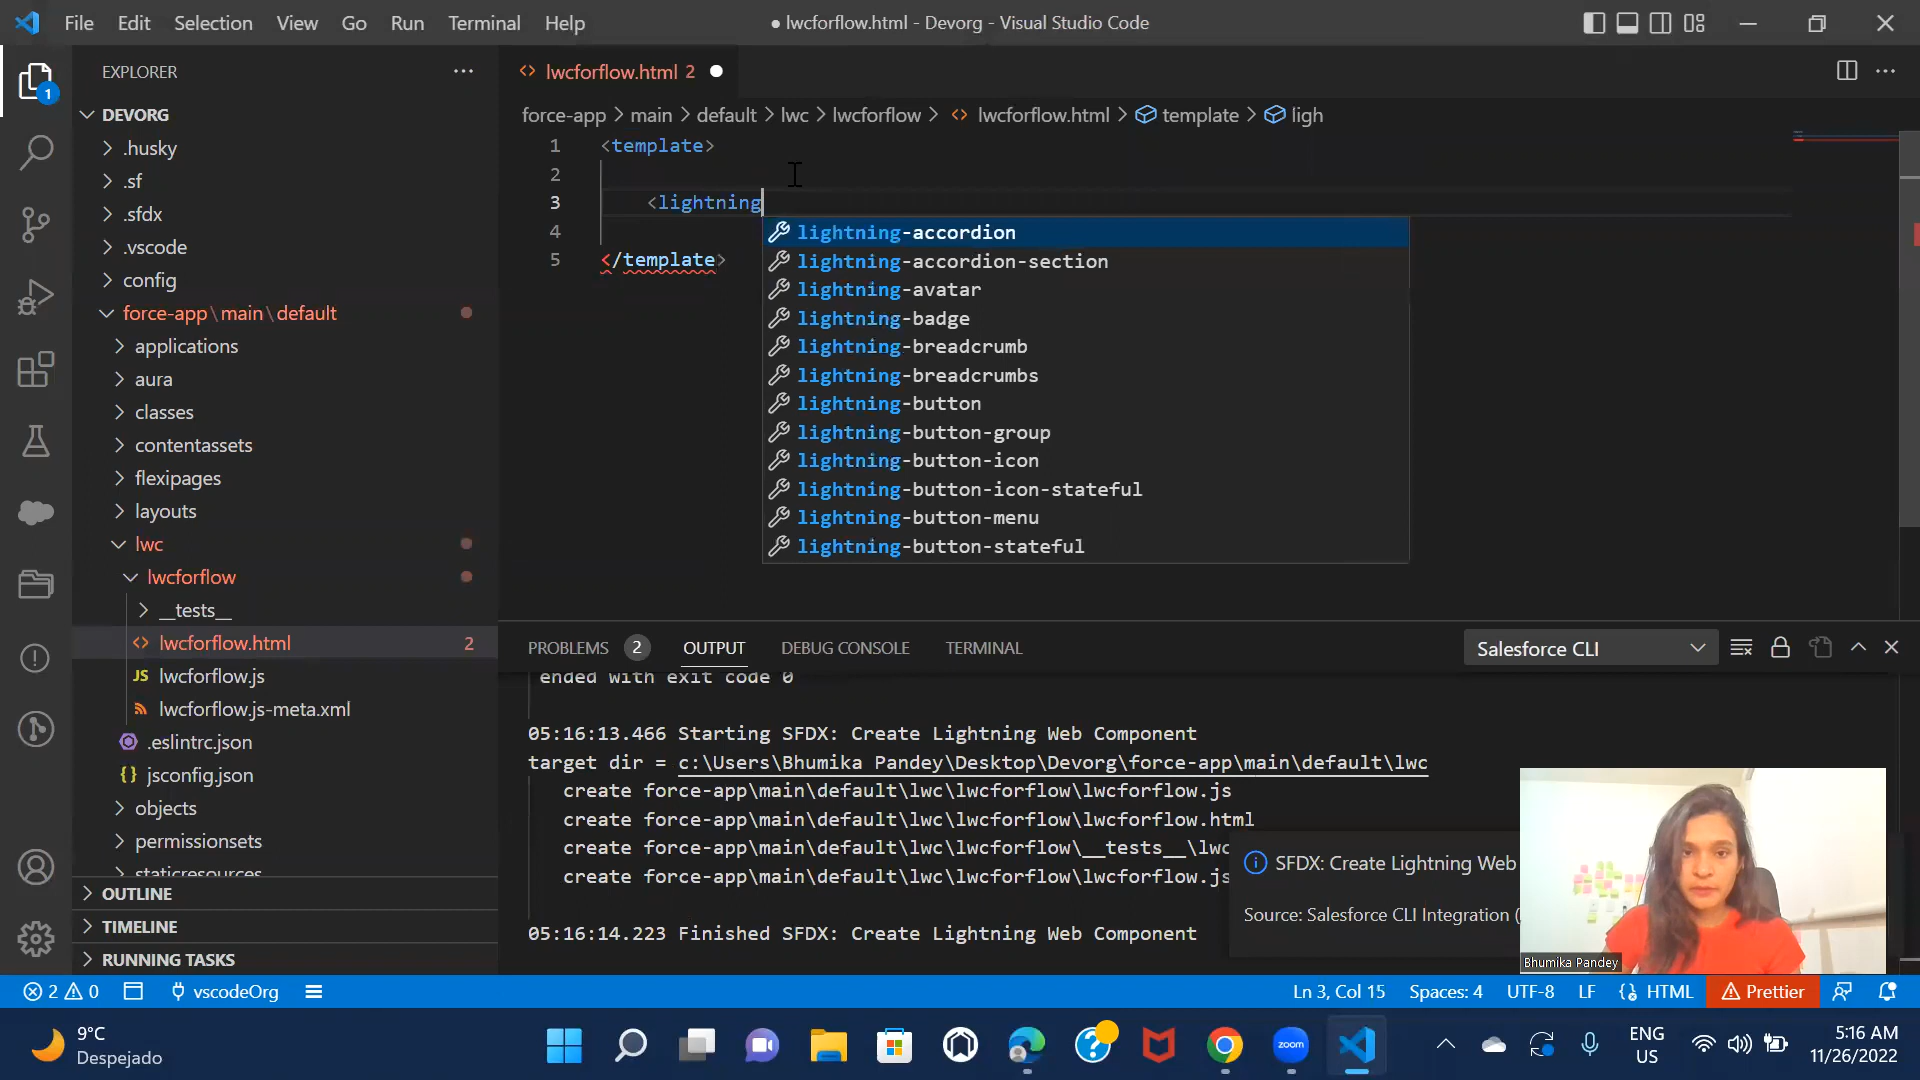 File Edit Selection View Go Run Terminal Help
● lwcforflow.html - Devorg - Visual Studio Code
EXPLORER
DEVORG
.husky
.sf
.sfdx
.vscode
config
force-app\main\default
applications
aura
classes
contentassets
flexipages
layouts
lwc
lwcforflow
__tests__
lwcforflow.html 2
JS lwcforflow.js
lwcforflow.js-meta.xml
.eslintrc.json
{} jsconfig.json
objects
permissionsets
staticresources
OUTLINE
TIMELINE
RUNNING TASKS
1
<> lwcforflow.html 2 ●
force-app > main > default > lwc > lwcforflow > <> lwcforflow.html > template > ligh
1 <template>
2
3 <lightning
4
5 </template>
lightning-accordion
lightning-accordion-section
lightning-avatar
lightning-badge
lightning-breadcrumb
lightning-breadcrumbs
lightning-button
lightning-button-group
lightning-button-icon
lightning-button-icon-stateful
lightning-button-menu
lightning-button-stateful
PROBLEMS 2 OUTPUT DEBUG CONSOLE TERMINAL
Salesforce CLI
ended with exit code 0
05:16:13.466 Starting SFDX: Create Lightning Web Component
target dir = c:\Users\Bhumika Pandey\Desktop\Devorg\force-app\main\default\lwc
create force-app\main\default\lwc\lwcforflow\lwcforflow.js
create force-app\main\default\lwc\lwcforflow\lwcforflow.html
create force-app\main\default\lwc\lwcforflow\__tests__\lwc
create force-app\main\default\lwc\lwcforflow\lwcforflow.js
05:16:14.223 Finished SFDX: Create Lightning Web Component
SFDX: Create Lightning Web
Source: Salesforce CLI Integration (
Bhumika Pandey
2 0 vscodeOrg
Ln 3, Col 15 Spaces: 4 UTF-8 LF HTML Prettier
9°C
Despejado
zoom
ENG
US
5:16 AM
11/26/2022